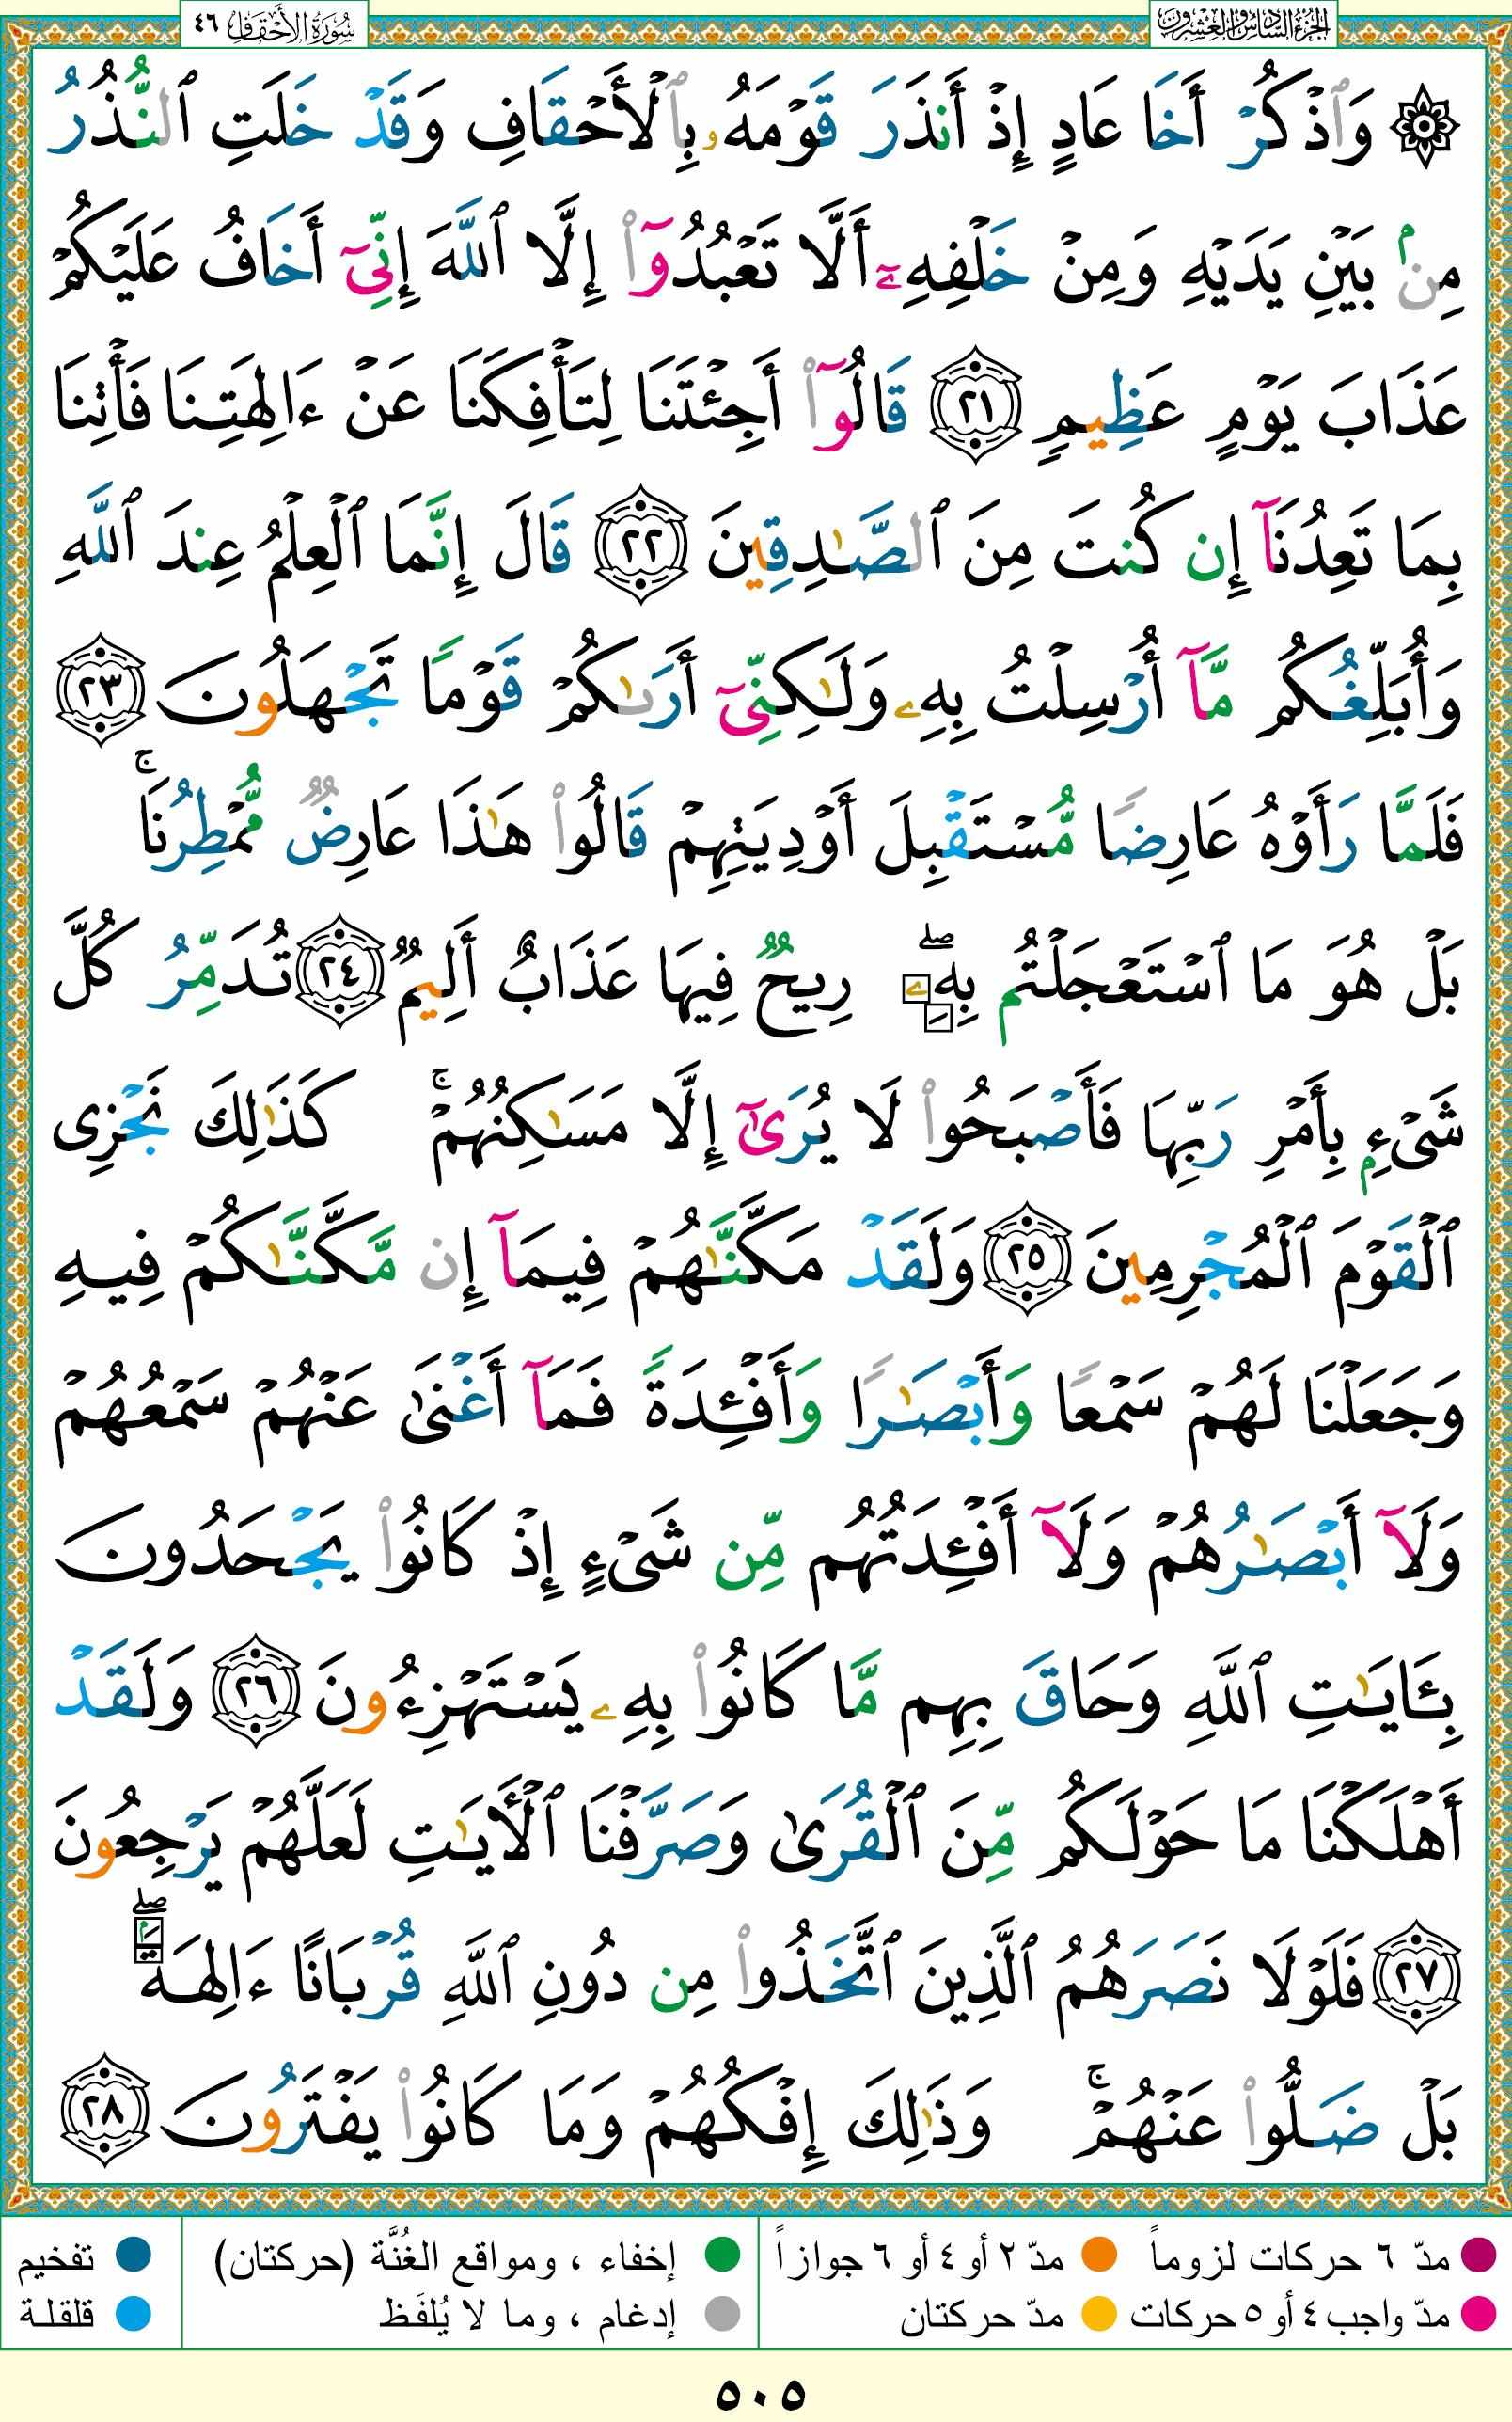 الجزء السادس والعشرون
سورة الأحقاف ٤٦
۞ وَٱذۡكُرۡ أَخَا عَادٍ إِذۡ أَنذَرَ قَوۡمَهُۥ بِٱلۡأَحۡقَافِ وَقَدۡ خَلَتِ ٱلنُّذُرُ
مِنۢ بَيۡنِ يَدَيۡهِ وَمِنۡ خَلۡفِهِۦٓ أَلَّا تَعۡبُدُوٓاْ إِلَّا ٱللَّهَ إِنِّيٓ أَخَافُ عَلَيۡكُمۡ
عَذَابَ يَوۡمٍ عَظِيمٖ ٢١ قَالُوٓاْ أَجِئۡتَنَا لِتَأۡفِكَنَا عَنۡ ءَالِهَتِنَا فَأۡتِنَا
بِمَا تَعِدُنَآ إِن كُنتَ مِنَ ٱلصَّٰدِقِينَ ٢٢ قَالَ إِنَّمَا ٱلۡعِلۡمُ عِندَ ٱللَّهِ
وَأُبَلِّغُكُم مَّآ أُرۡسِلۡتُ بِهِۦ وَلَٰكِنِّيٓ أَرَىٰكُمۡ قَوۡمٗا تَجۡهَلُونَ ٢٣
فَلَمَّا رَأَوۡهُ عَارِضٗا مُّسۡتَقۡبِلَ أَوۡدِيَتِهِمۡ قَالُواْ هَٰذَا عَارِضٞ مُّمۡطِرُنَاۚ
بَلۡ هُوَ مَا ٱسۡتَعۡجَلۡتُم بِهِۦۖ رِيحٞ فِيهَا عَذَابٌ أَلِيمٞ ٢٤ تُدَمِّرُ كُلَّ
شَيۡءِۭ بِأَمۡرِ رَبِّهَا فَأَصۡبَحُواْ لَا يُرَىٰٓ إِلَّا مَسَٰكِنُهُمۡۚ كَذَٰلِكَ نَجۡزِي
ٱلۡقَوۡمَ ٱلۡمُجۡرِمِينَ ٢٥ وَلَقَدۡ مَكَّنَّٰهُمۡ فِيمَآ إِن مَّكَّنَّٰكُمۡ فِيهِ
وَجَعَلۡنَا لَهُمۡ سَمۡعٗا وَأَبۡصَٰرٗا وَأَفۡـِٔدَةٗ فَمَآ أَغۡنَىٰ عَنۡهُمۡ سَمۡعُهُمۡ
وَلَآ أَبۡصَٰرُهُمۡ وَلَآ أَفۡـِٔدَتُهُم مِّن شَيۡءٍ إِذۡ كَانُواْ يَجۡحَدُونَ
بِـَٔايَٰتِ ٱللَّهِ وَحَاقَ بِهِم مَّا كَانُواْ بِهِۦ يَسۡتَهۡزِءُونَ ٢٦ وَلَقَدۡ
أَهۡلَكۡنَا مَا حَوۡلَكُم مِّنَ ٱلۡقُرَىٰ وَصَرَّفۡنَا ٱلۡأٓيَٰتِ لَعَلَّهُمۡ يَرۡجِعُونَ
٢٧ فَلَوۡلَا نَصَرَهُمُ ٱلَّذِينَ ٱتَّخَذُواْ مِن دُونِ ٱللَّهِ قُرۡبَانًا ءَالِهَةَۢۖ
بَلۡ ضَلُّواْ عَنۡهُمۡۚ وَذَٰلِكَ إِفۡكُهُمۡ وَمَا كَانُواْ يَفۡتَرُونَ ٢٨
مدّ ٦ حركات لزوماً مدّ ٢ أو ٤ أو ٦ جوازاً إخفاء ، ومواقع الغُنَّة (حركتان) تفخيم
مدّ واجب ٤ أو ٥ حركات مدّ حركتان إدغام ، وما لا يُلفَظ قلقلة
٥٠٥